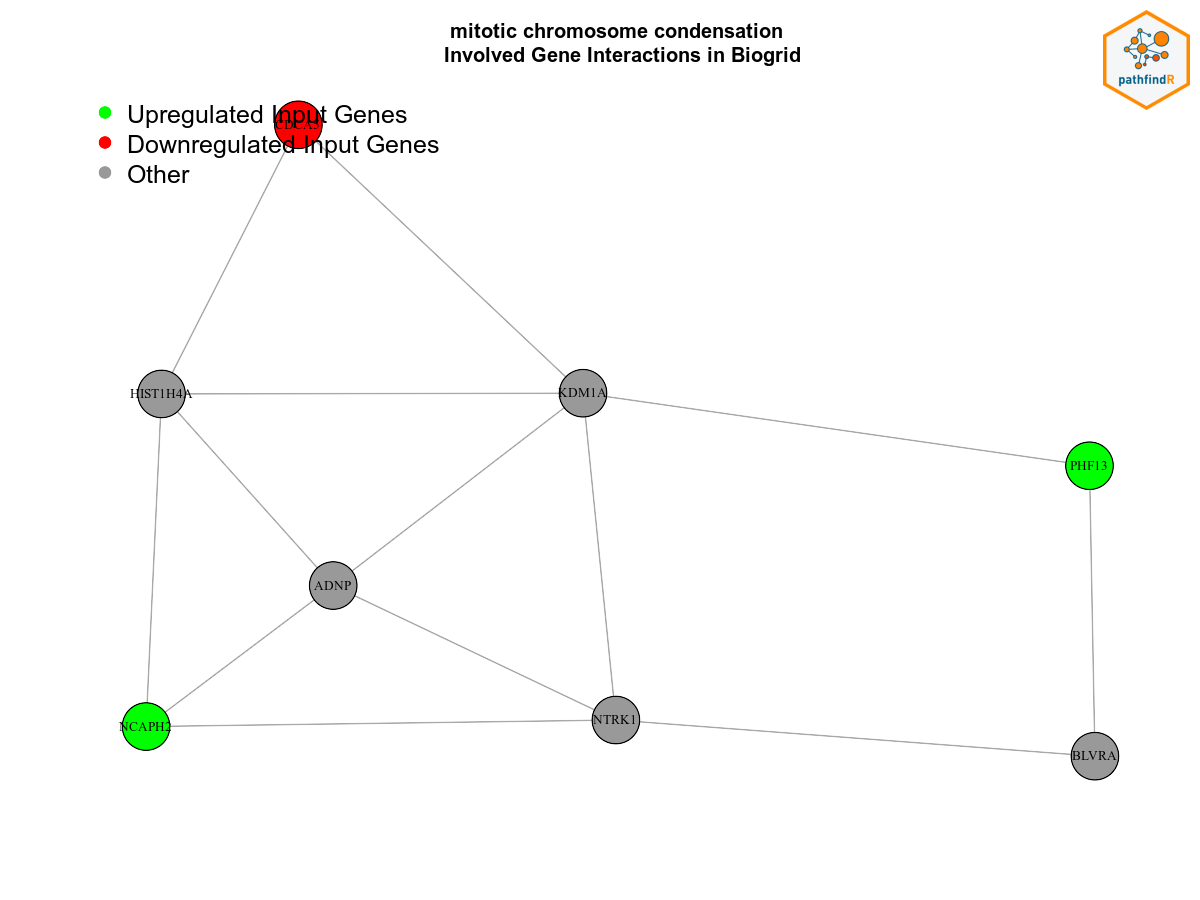 mitotic chromosome condensation
Involved Gene Interactions in Biogrid
pathfindR
Upregulated Input Genes
CDCA5
Downregulated Input Genes
Other
HIST1H4A
KDM1A
PHF13
ADNP
NCAPH2
NTRK1
BLVRA